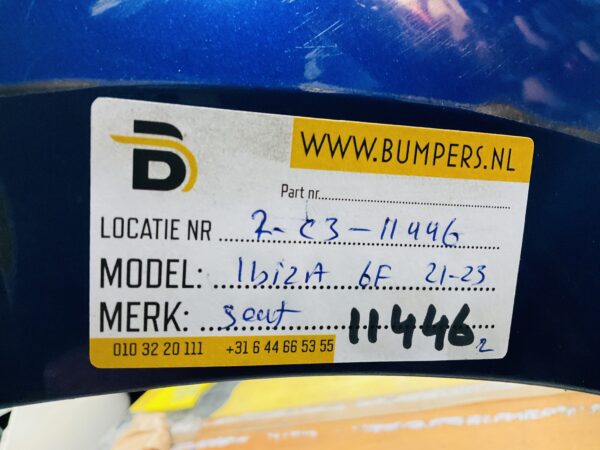 B
WWW.BUMPERS.NL
Part nr.
LOCATIE NR 7-C3-11446
MODEL: IbizA 6F 21-23
MERK: seat 11446 2
010 32 20 111 +31 6 44 66 53 55